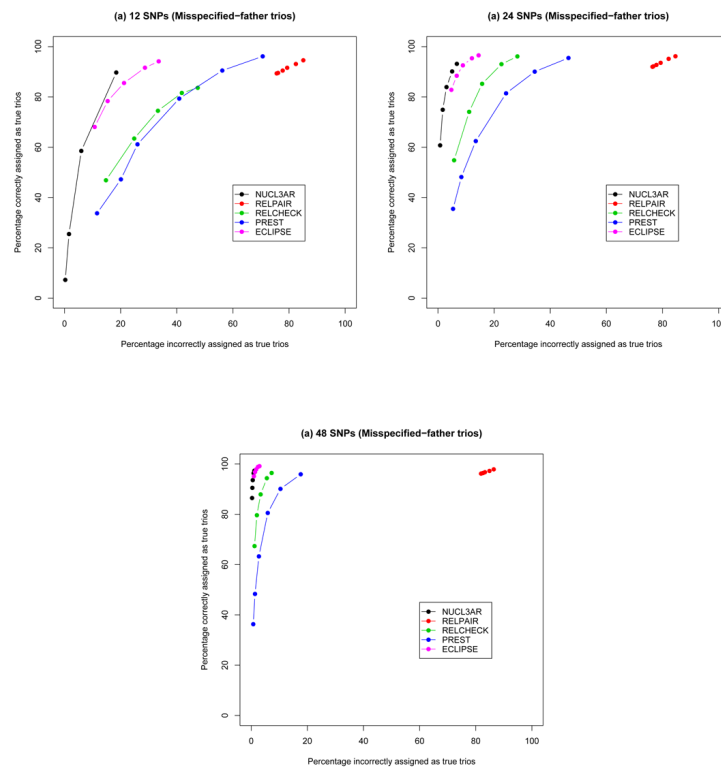 (a) 12 SNPs (Misspecified−father trios)
Percentage correctly assigned as true trios
100
80
60
40
20
0
NUCL3AR
RELPAIR
RELCHECK
PREST
ECLIPSE
0 20 40 60 80 100
Percentage incorrectly assigned as true trios
(a) 24 SNPs (Misspecified−father trios)
Percentage correctly assigned as true trios
100
80
60
40
20
0
NUCL3AR
RELPAIR
RELCHECK
PREST
ECLIPSE
0 20 40 60 80 100
Percentage incorrectly assigned as true trios
(a) 48 SNPs (Misspecified−father trios)
Percentage correctly assigned as true trios
100
80
60
40
20
0
NUCL3AR
RELPAIR
RELCHECK
PREST
ECLIPSE
0 20 40 60 80 100
Percentage incorrectly assigned as true trios